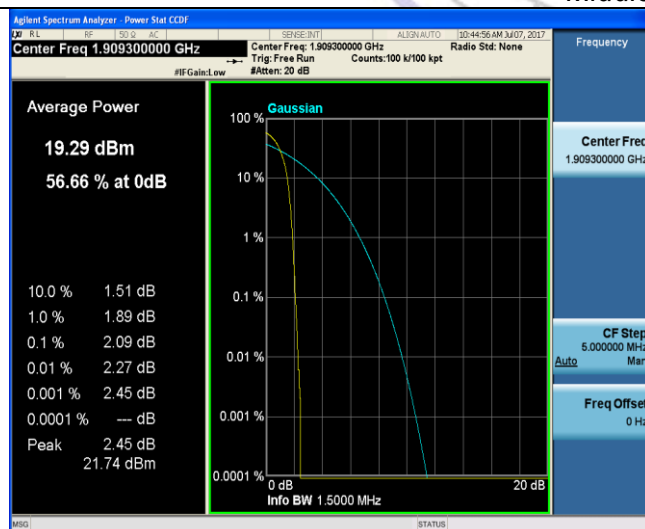 Agilent Spectrum Analyzer - Power Stat CCDF
RL RF 50 Ω AC SENSE:INT ALIGN AUTO 10:44:56 AM Jul 07, 2017
Center Freq 1.909300000 GHz
Center Freq: 1.909300000 GHz Radio Std: None
Trig: Free Run Counts:100 k/100 kpt
#IFGain:Low #Atten: 20 dB
Frequency
Average Power
19.29 dBm
56.66 % at 0dB
10.0 % 1.51 dB
1.0 % 1.89 dB
0.1 % 2.09 dB
0.01 % 2.27 dB
0.001 % 2.45 dB
0.0001 % --- dB
Peak 2.45 dB
21.74 dBm
Gaussian
100 %
10 %
1 %
0.1 %
0.01 %
0.001 %
0.0001 %
0 dB 20 dB
Info BW 1.5000 MHz
Center Freq
1.909300000 GHz
CF Step
5.000000 MHz
Auto Man
Freq Offset
0 Hz
MSG STATUS